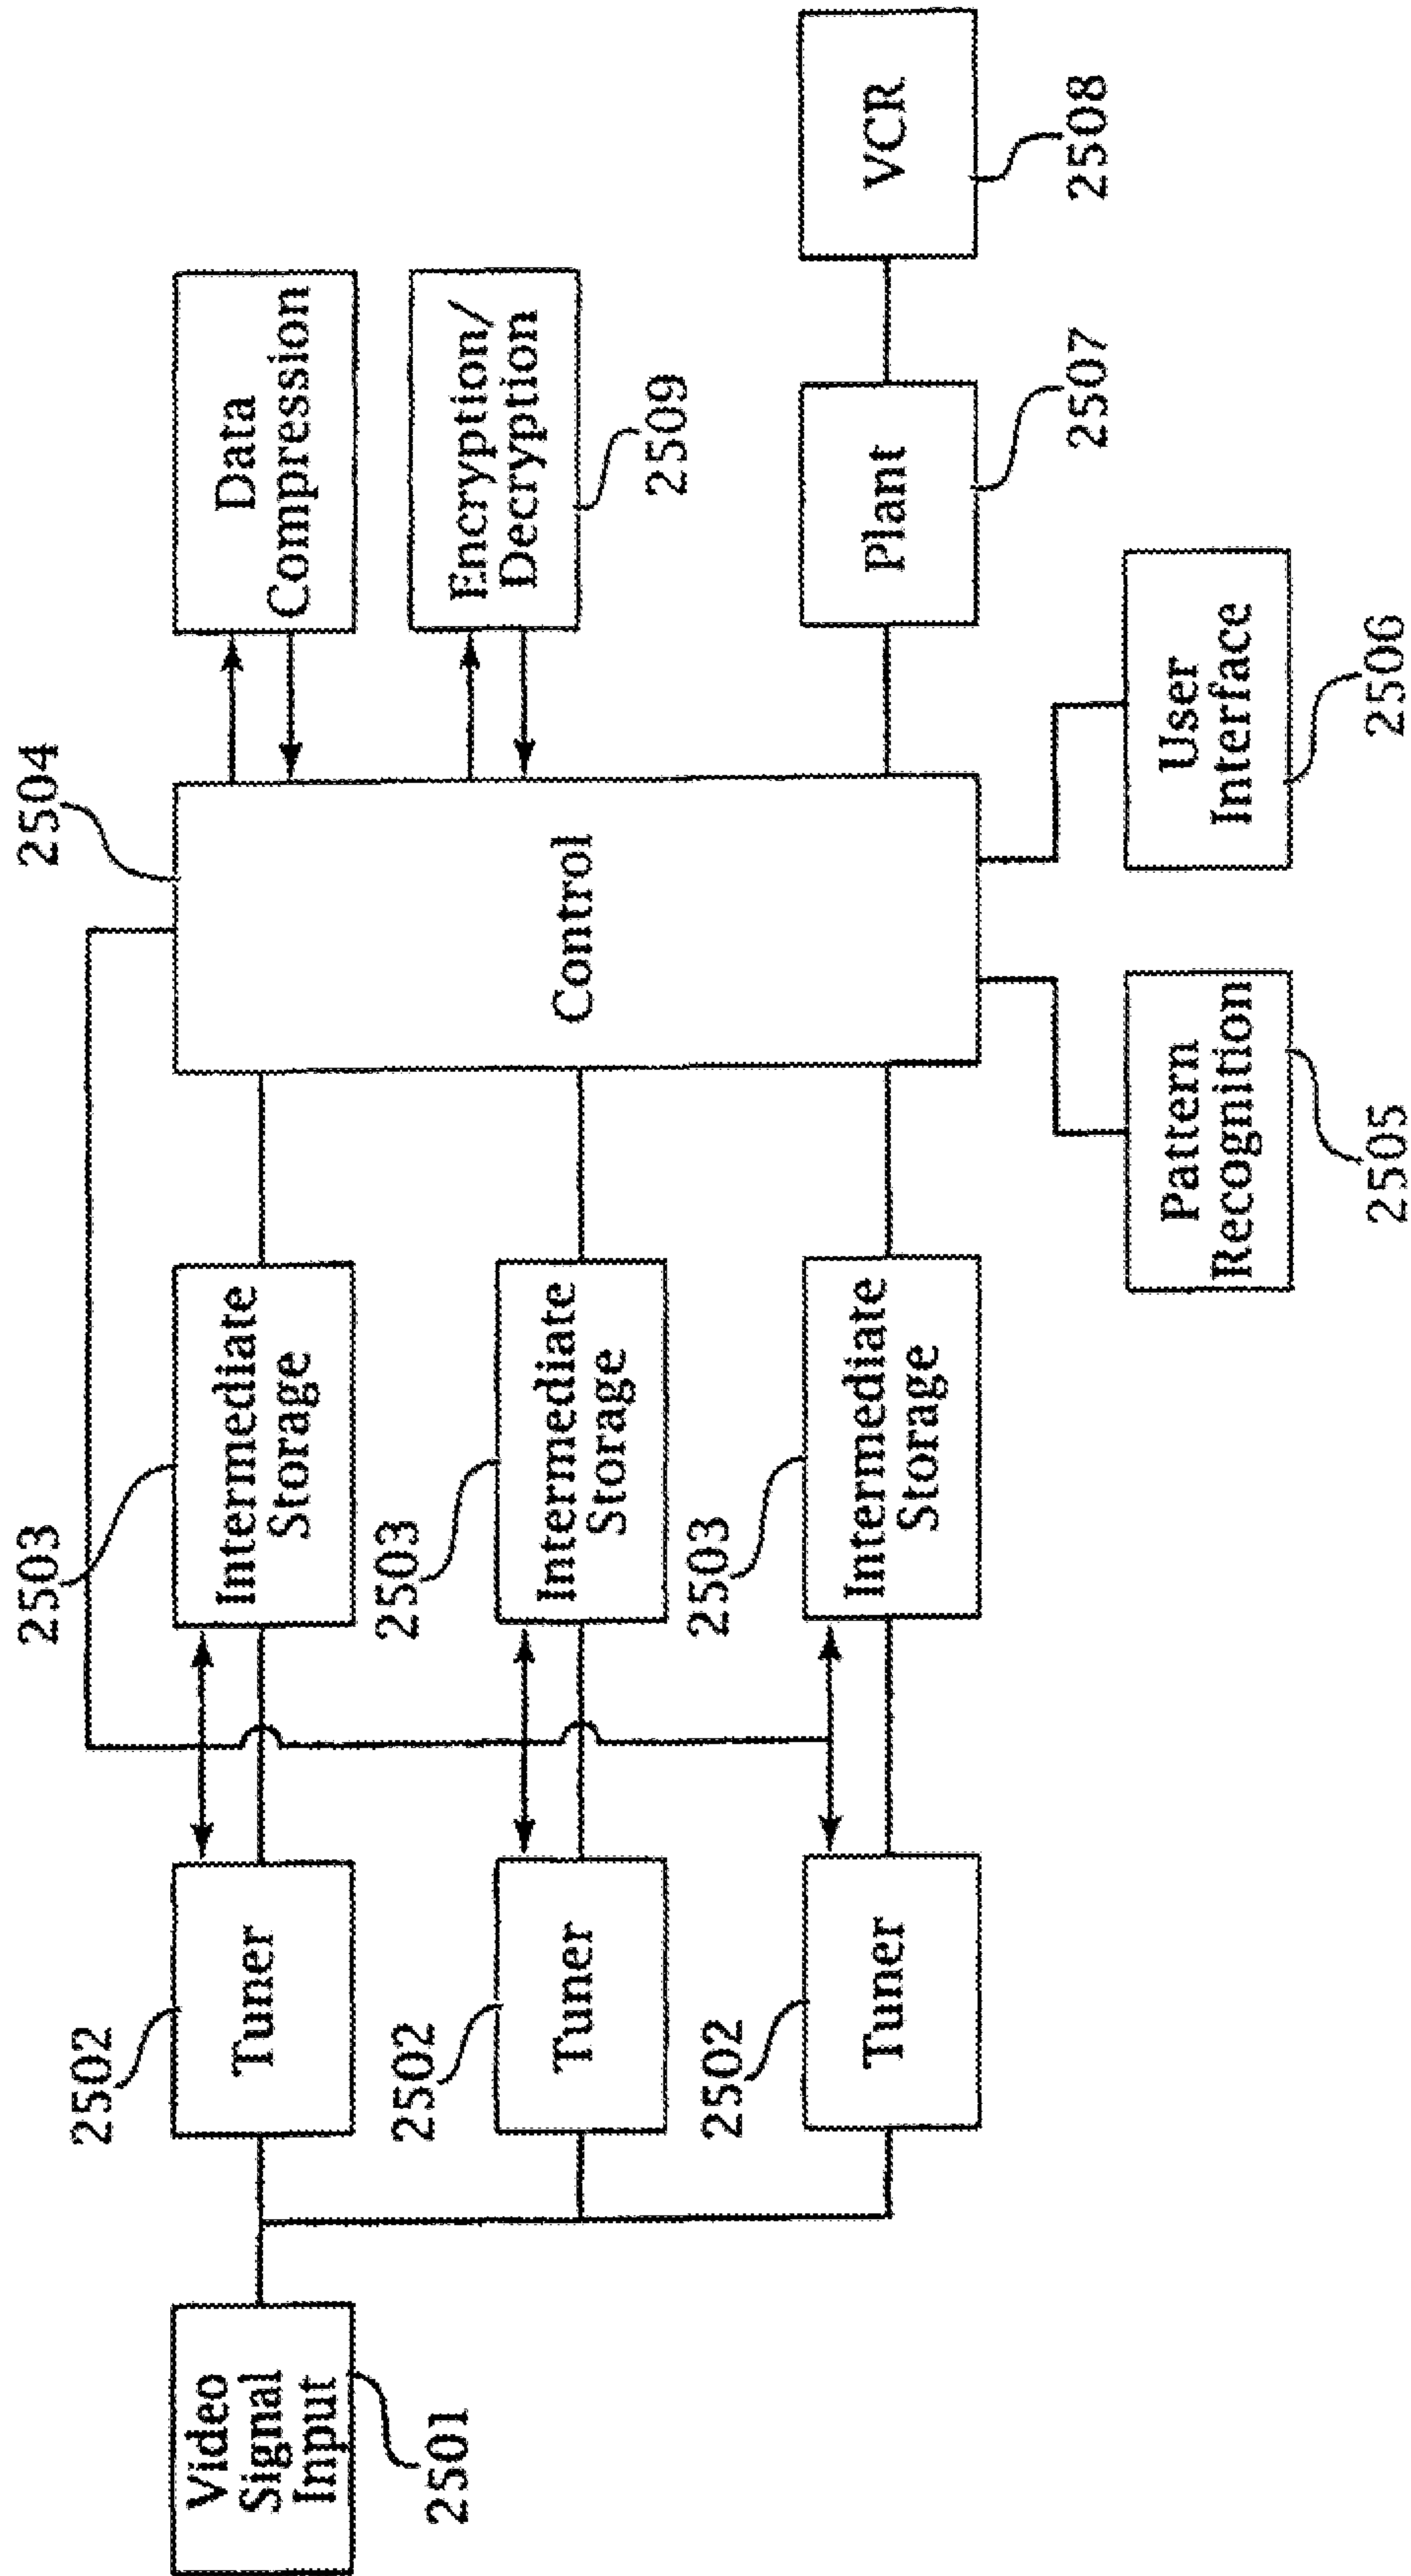 2504
Data
Compression
2503
Intermediate
Storage
2502
Tuner
Video
Signal
Input
2501
Encryption/
Decryption
2509
Control
2503
Intermediate
Storage
2502
Tuner
VCR
2508
Plant
2507
2503
Intermediate
Storage
2502
Tuner
User
Interface
2506
Pattern
Recognition
2505